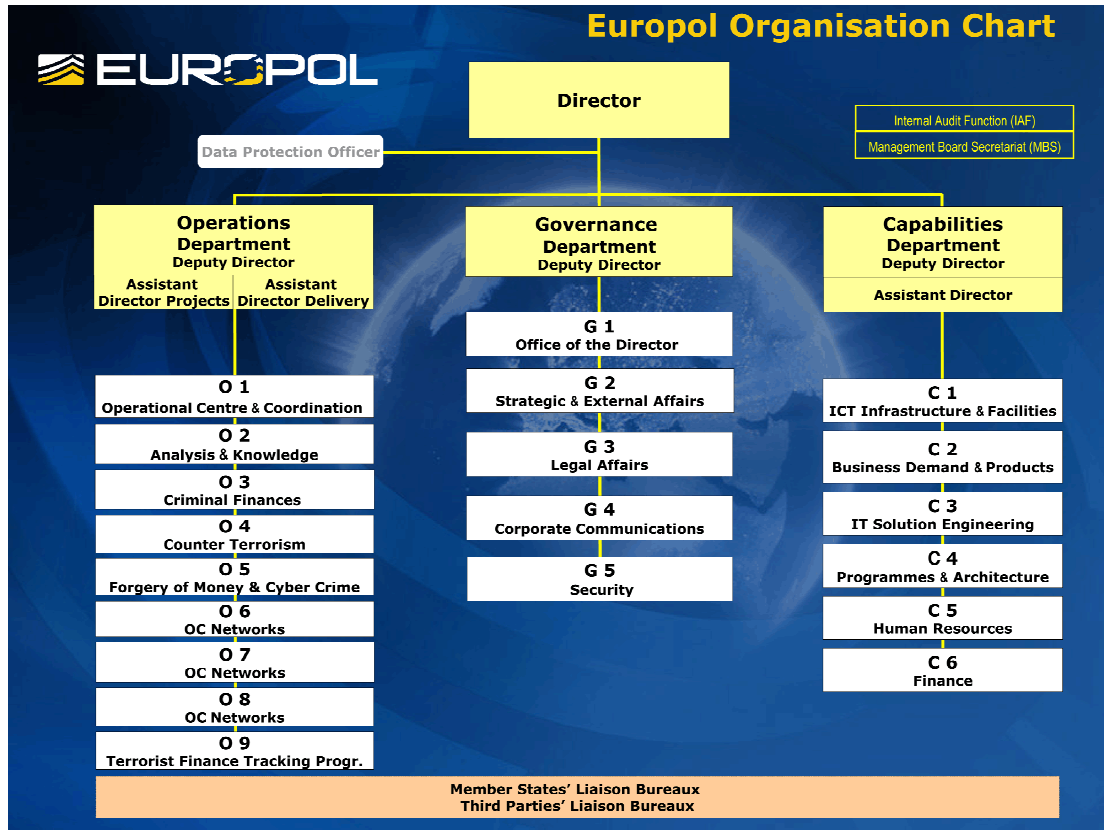 Europol Organisation Chart
EUROPOL
Director
Internal Audit Function (IAF)
Management Board Secretariat (MBS)
Data Protection Officer
Operations
Department
Deputy Director
Assistant
Director Projects
Assistant
Director Delivery
O 1
Operational Centre & Coordination
O 2
Analysis & Knowledge
O 3
Criminal Finances
O 4
Counter Terrorism
O 5
Forgery of Money & Cyber Crime
O 6
OC Networks
O 7
OC Networks
O 8
OC Networks
O 9
Terrorist Finance Tracking Progr.
Governance
Department
Deputy Director
G 1
Office of the Director
G 2
Strategic & External Affairs
G 3
Legal Affairs
G 4
Corporate Communications
G 5
Security
Capabilities
Department
Deputy Director
Assistant Director
C 1
ICT Infrastructure & Facilities
C 2
Business Demand & Products
C 3
IT Solution Engineering
C 4
Programmes & Architecture
C 5
Human Resources
C 6
Finance
Member States’ Liaison Bureaux
Third Parties’ Liaison Bureaux